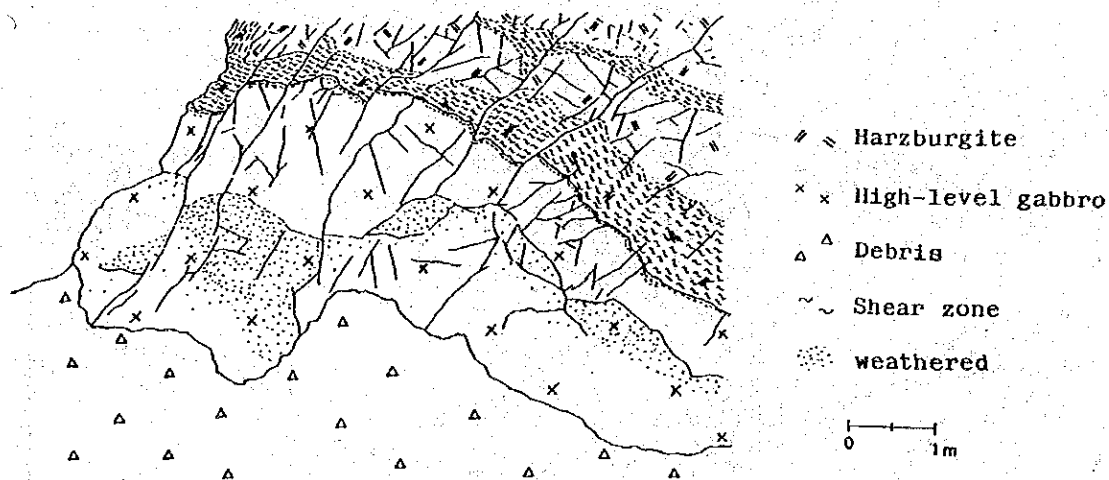 Harzburgite
High-level gabbro
Debris
Shear zone
weathered
0 1m